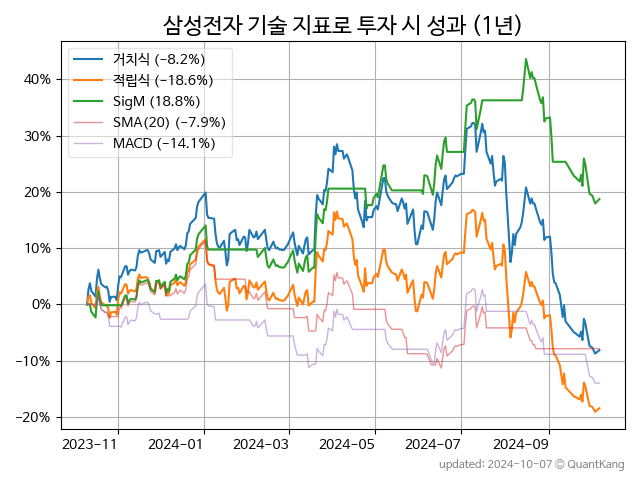 삼성전자 기술 지표로 투자 시 성과 (1년)
거치식 (−8.2%)
적립식 (−18.6%)
SigM (18.8%)
SMA(20) (−7.9%)
MACD (−14.1%)
40%
30%
20%
10%
0%
−10%
−20%
2023-11 2024-01 2024-03 2024-05 2024-07 2024-09
updated: 2024-10-07 © QuantKang